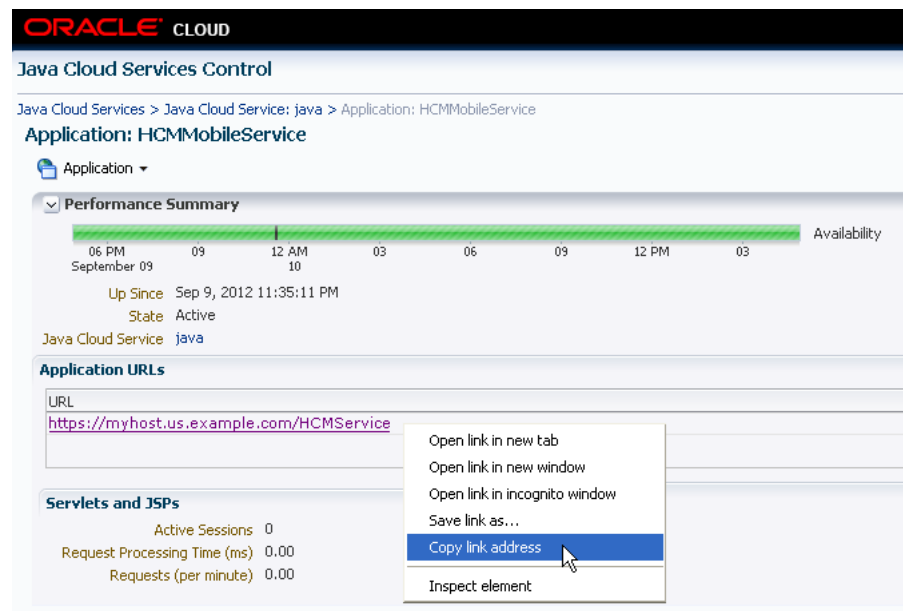 ORACLE CLOUD
Java Cloud Services Control
Java Cloud Services > Java Cloud Service: java > Application: HCMMobileService
Application: HCMMobileService
Application
Performance Summary
Availability
06 PM 09 12 AM 03 06 09 12 PM 03
September 09 10
Up Since Sep 9, 2012 11:35:11 PM
State Active
Java Cloud Service java
Application URLs
URL
https://myhost.us.example.com/HCMService
Open link in new tab
Open link in new window
Open link in incognito window
Save link as...
Copy link address
Inspect element
Servlets and JSPs
Active Sessions 0
Request Processing Time (ms) 0.00
Requests (per minute) 0.00